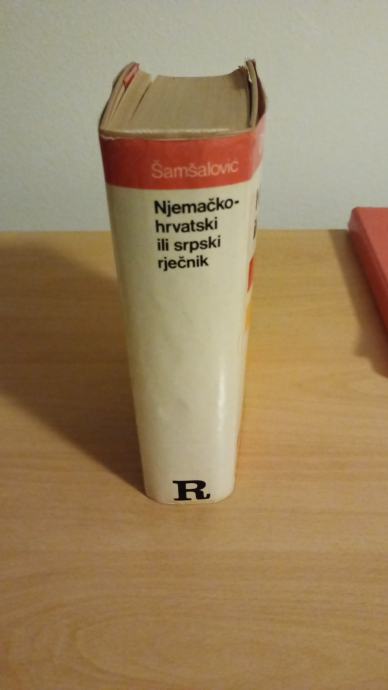 Šamšalović
Njemačko-
hrvatski
ili srpski
rječnik
R